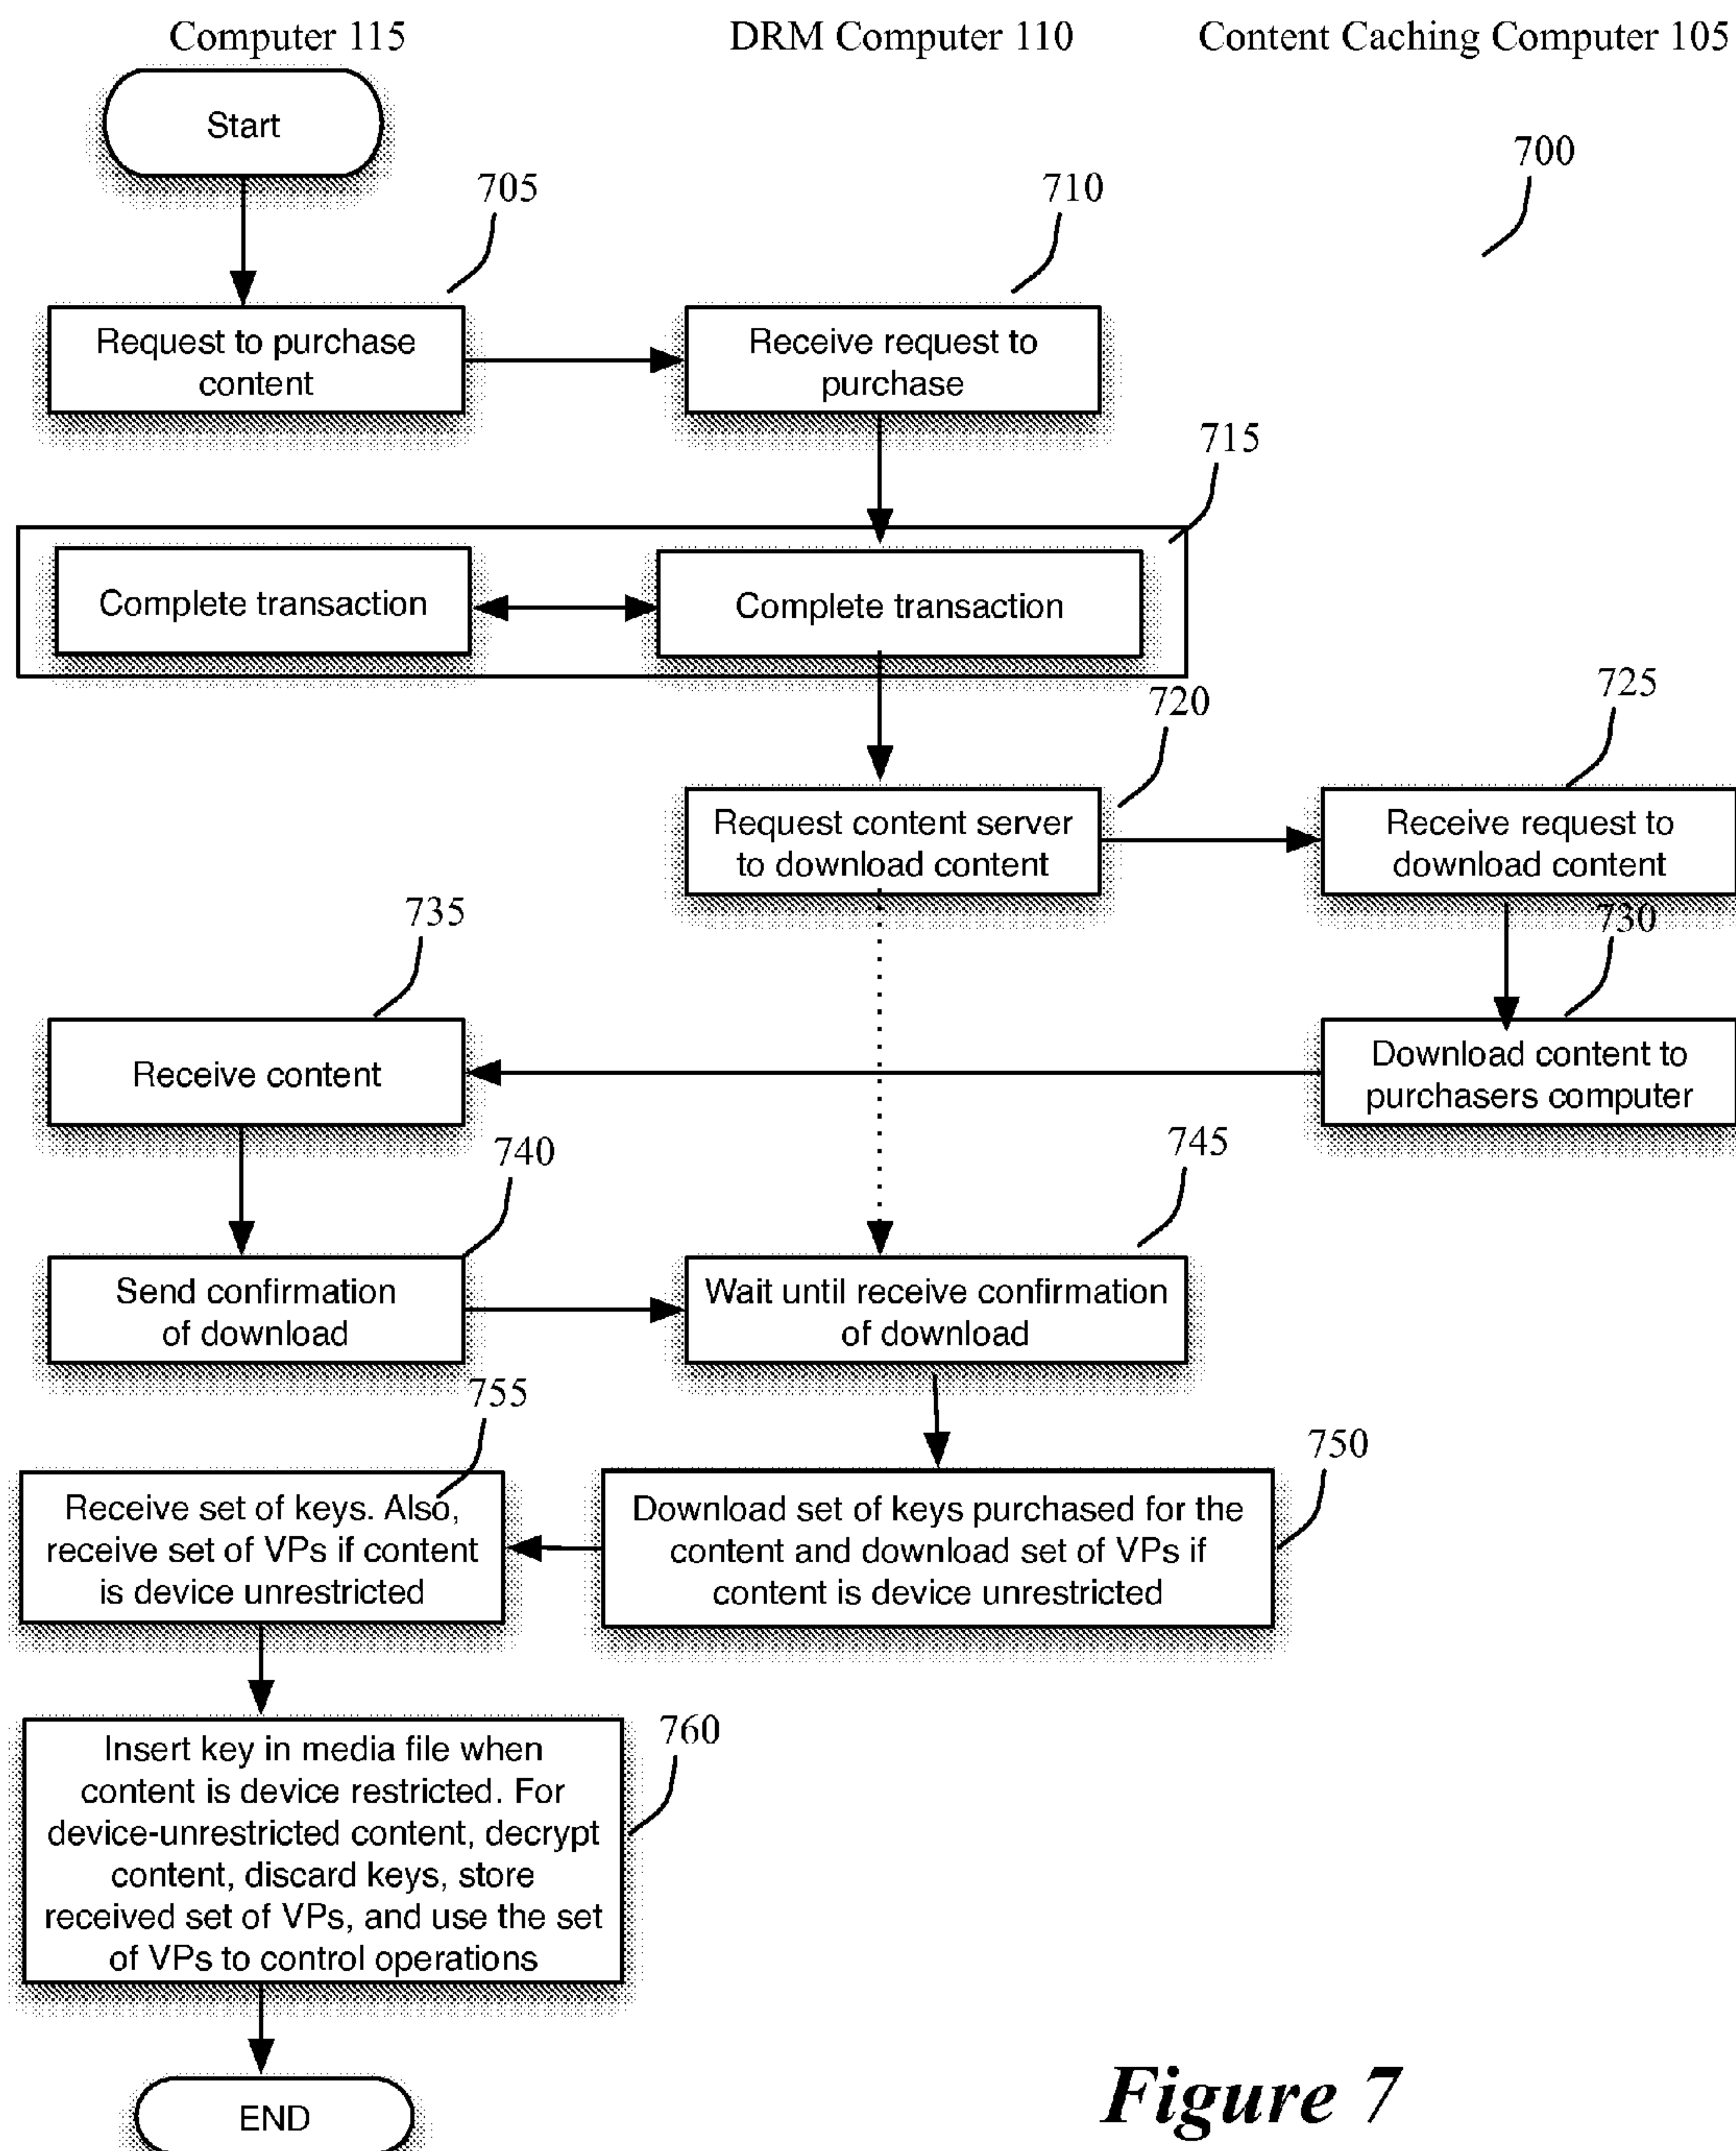 Computer 115
DRM Computer 110
Content Caching Computer 105
Start
700
705
710
Request to purchase
content
Receive request to
purchase
715
Complete transaction
Complete transaction
720
725
Request content server
to download content
Receive request to
download content
735
730
Receive content
Download content to
purchasers computer
740
745
Send confirmation
of download
Wait until receive confirmation
of download
755
750
Receive set of keys. Also,
receive set of VPs if content
is device unrestricted
Download set of keys purchased for the
content and download set of VPs if
content is device unrestricted
760
Insert key in media file when
content is device restricted. For
device-unrestricted content, decrypt
content, discard keys, store
received set of VPs, and use the set
of VPs to control operations
END
Figure 7